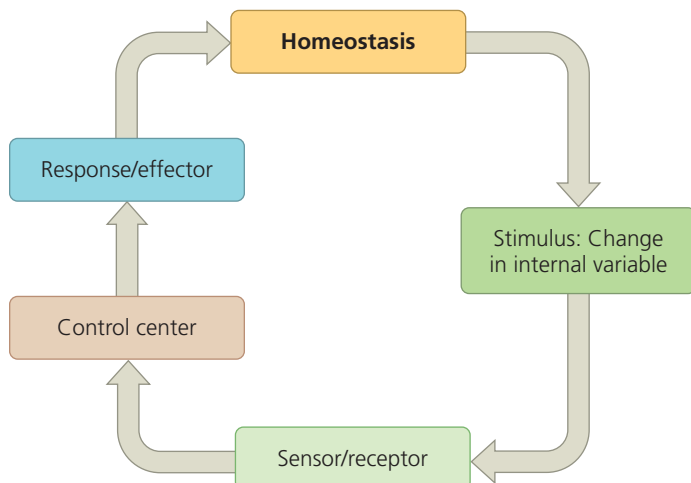 Homeostasis
Response/effector
Stimulus: Change
in internal variable
Control center
Sensor/receptor